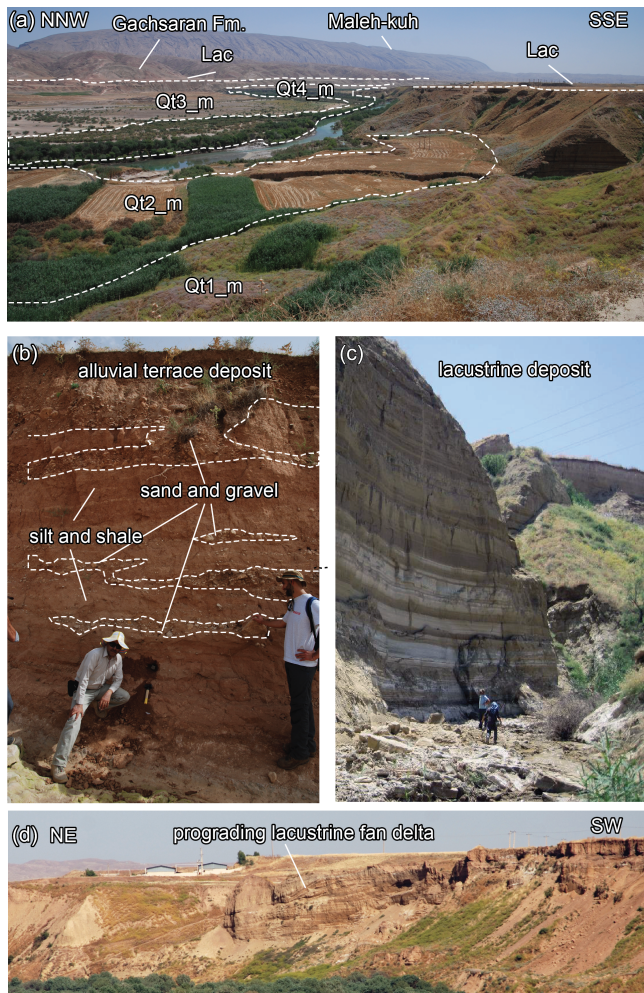 (a) NNW
Gachsaran Fm.
Maleh-kuh
SSE
Lac
Lac
Qt4_m
Qt3_m
Qt2_m
Qt1_m
(b)
alluvial terrace deposit
sand and gravel
silt and shale
(c)
lacustrine deposit
(d) NE
prograding lacustrine fan delta
SW